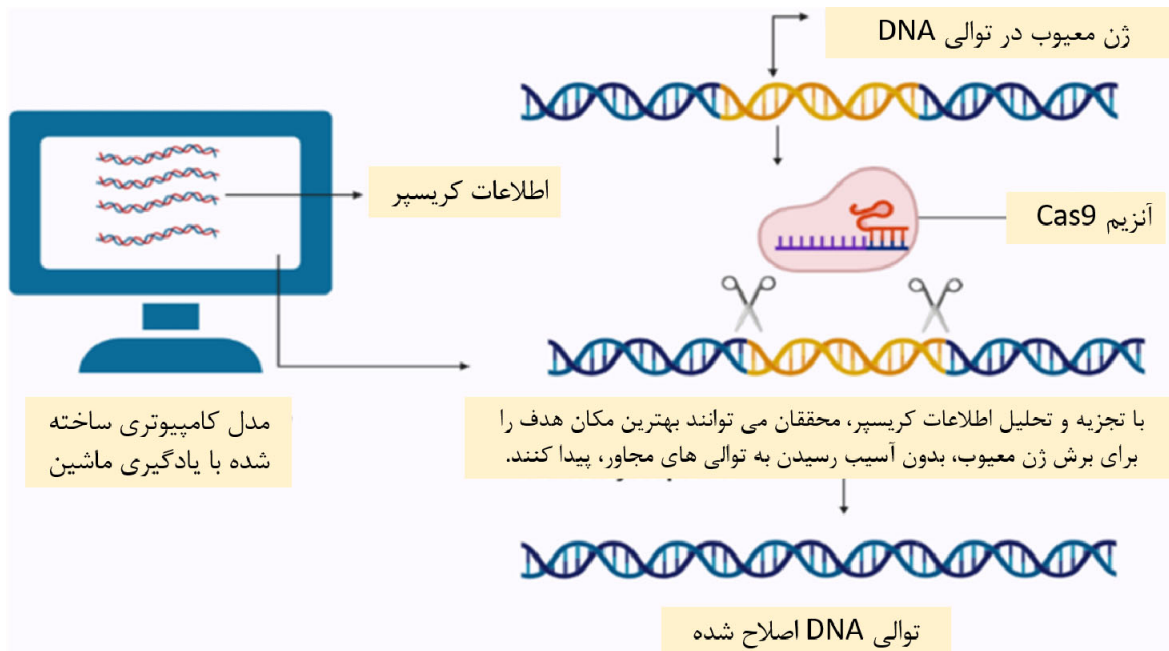 ژن معیوب در توالی DNA
اطلاعات کریسپر
آنزیم Cas9
مدل کامپیوتری ساخته
شده با یادگیری ماشین
با تجزیه و تحلیل اطلاعات کریسپر، محققان می توانند بهترین مکان هدف را
برای برش ژن معیوب، بدون آسیب رسیدن به توالی های مجاور، پیدا کنند.
توالی DNA اصلاح شده